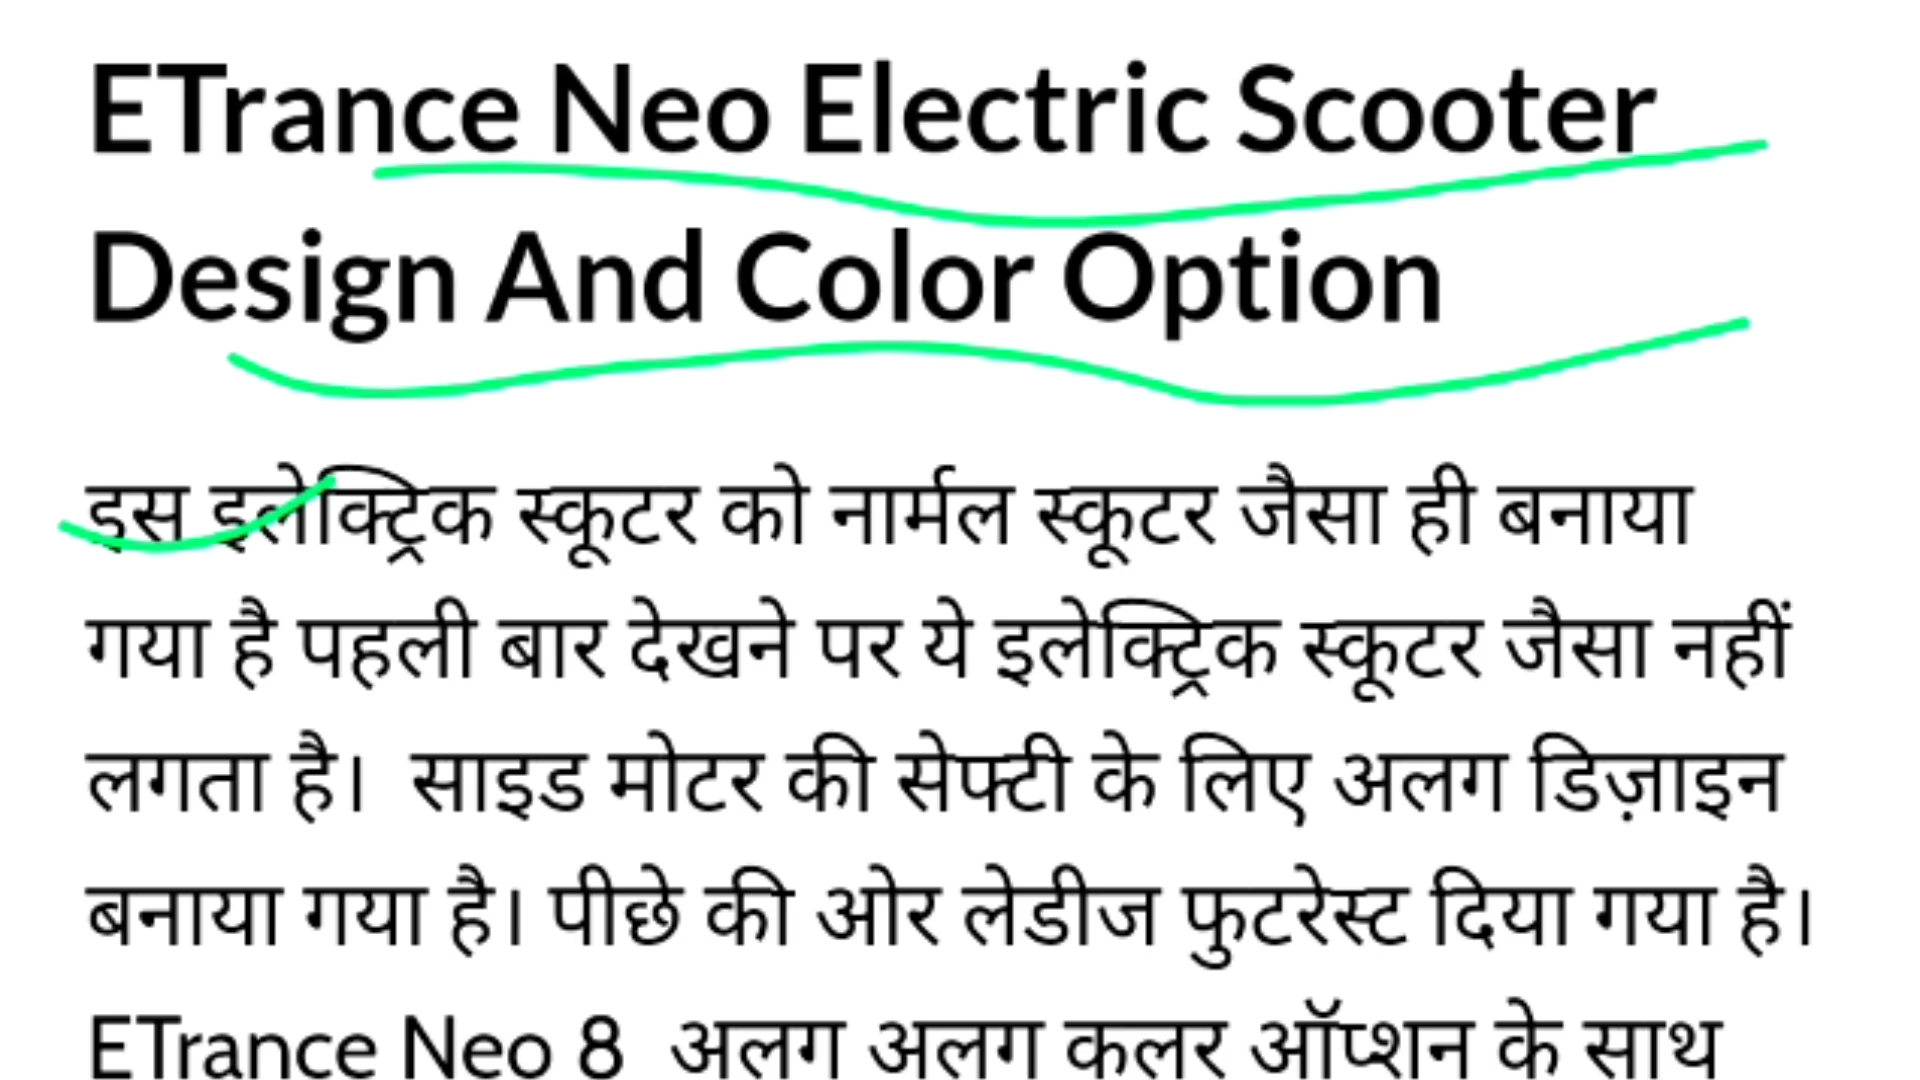 ETrance Neo Electric Scooter
Design And Color Option
इस इलेक्ट्रिक स्कूटर को नार्मल स्कूटर जैसा ही बनाया
गया है पहली बार देखने पर ये इलेक्ट्रिक स्कूटर जैसा नहीं
लगता है। साइड मोटर की सेफ्टी के लिए अलग डिज़ाइन
बनाया गया है। पीछे की ओर लेडीज फुटरेस्ट दिया गया है।
ETrance Neo 8 अलग अलग कलर ऑप्शन के साथ